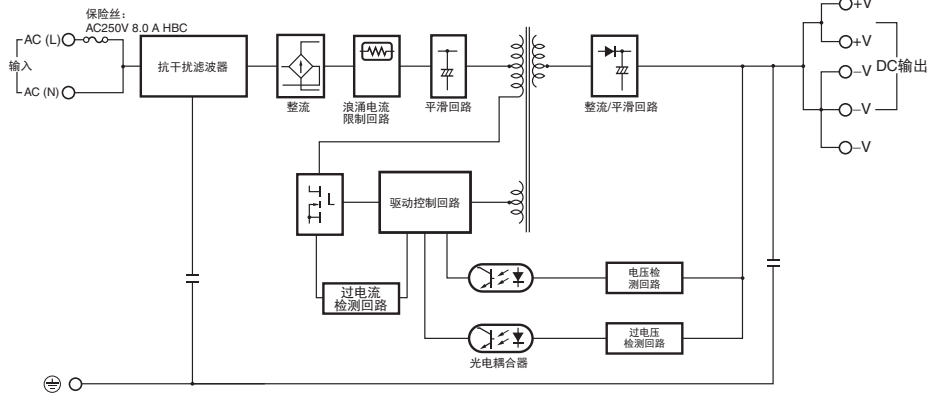 保险丝：
AC250V 8.0 A HBC
AC (L)
输入
AC (N)
抗干扰滤波器
整流
浪涌电流
限制回路
平滑回路
整流/平滑回路
+V
+V
–V
DC输出
–V
–V
驱动控制回路
过电流
检测回路
电压检
测回路
过电压
检测回路
光电耦合器